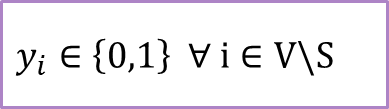 yᵢ ∈ {0,1} ∀ i ∈ V\S